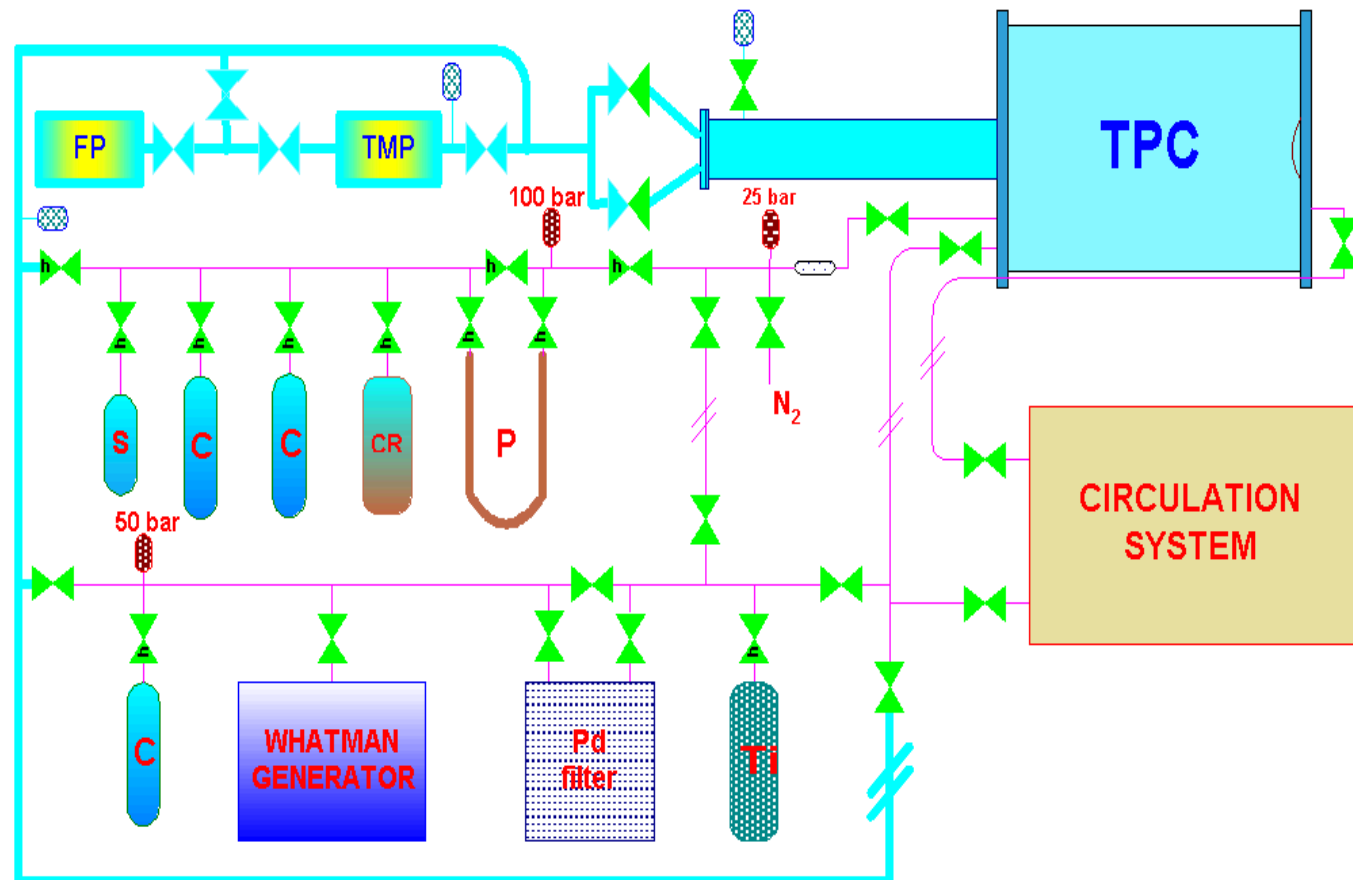 FP
TMP
TPC
100 bar
25 bar
h
h
h
h
h
h
h
h
N2
S
C
C
CR
P
CIRCULATION
SYSTEM
50 bar
h
h
C
WHATMAN
GENERATOR
Pd
filter
Ti